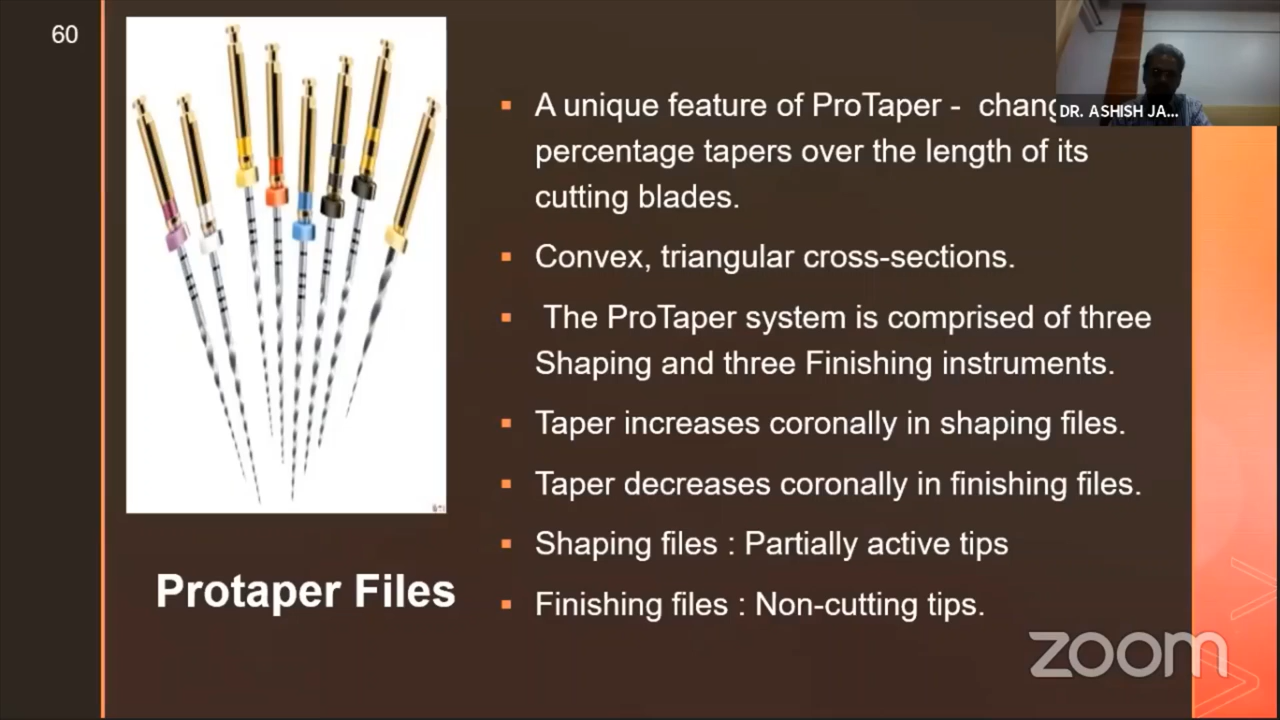 60
A unique feature of ProTaper - chang
percentage tapers over the length of its
cutting blades.
Convex, triangular cross-sections.
The ProTaper system is comprised of three
Shaping and three Finishing instruments.
Taper increases coronally in shaping files.
Taper decreases coronally in finishing files.
Shaping files : Partially active tips
Finishing files : Non-cutting tips.
Protaper Files
DR. ASHISH JA...
zoom